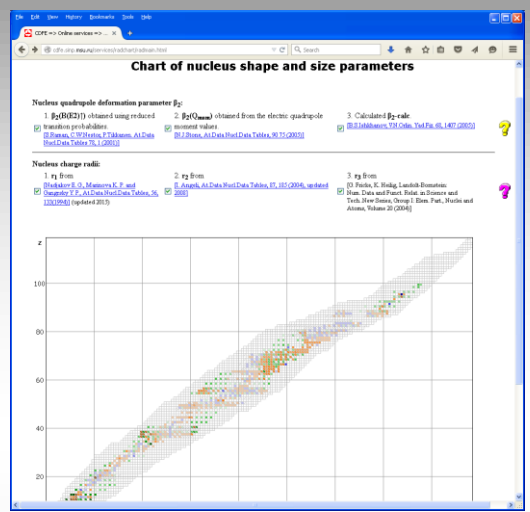 File Edit View History Bookmarks Tools Help
CDFE => Online services => ...
cdfe.sinp.msu.ru/services/radchart/radmain.html
Search
Chart of nucleus shape and size parameters
Nucleus quadrupole deformation parameter β2:
1. β2(B(E2)↑) obtained using reduced transition probabilities.
[S.Raman, C.W.Nestor, P.Tikkanen, At.Data Nucl.Data Tables 78, 1 (2001)]
2. β2(Qmom) obtained from the electric quadrupole moment values.
[N.J.Stone, At.Data Nucl.Data Tables, 90 75 (2005)]
3. Calculated β2-calc.
[B.S.Ishkhanov, V.N.Orlin. Yad.Fiz. 68, 1407 (2005)]
Nucleus charge radii:
1. r1 from
[Nadjakov E. G., Marinova K. P. and Gangrsky Y. P., At.Data Nucl.Data Tables, 56, 133(1994)] (updated 2015)
2. r2 from
[I. Angeli, At.Data Nucl.Data Tables, 87, 185 (2004), updated 2008]
3. r3 from
[G. Fricke, K. Heilig, Landolt-Bornstein:
Num. Data and Funct. Relat. in Science and
Tech. New Series, Group I: Elem. Part., Nuclei and
Atoms, Volume 20 (2004)]
Z
100
80
60
40
20